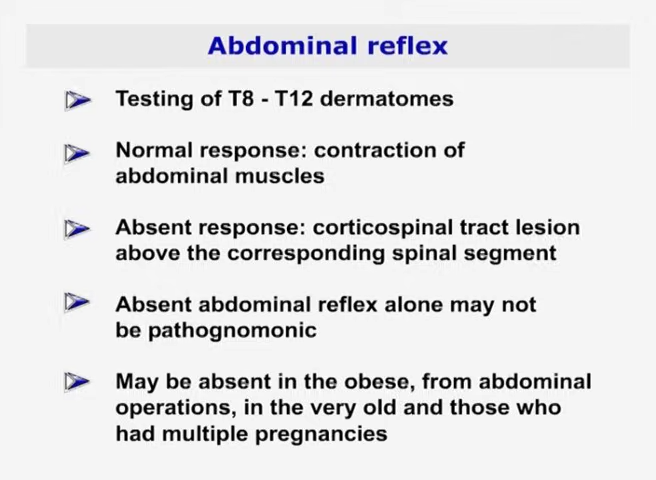 Abdominal reflex
Testing of T8 - T12 dermatomes
Normal response: contraction of
abdominal muscles
Absent response: corticospinal tract lesion
above the corresponding spinal segment
Absent abdominal reflex alone may not
be pathognomonic
May be absent in the obese, from abdominal
operations, in the very old and those who
had multiple pregnancies